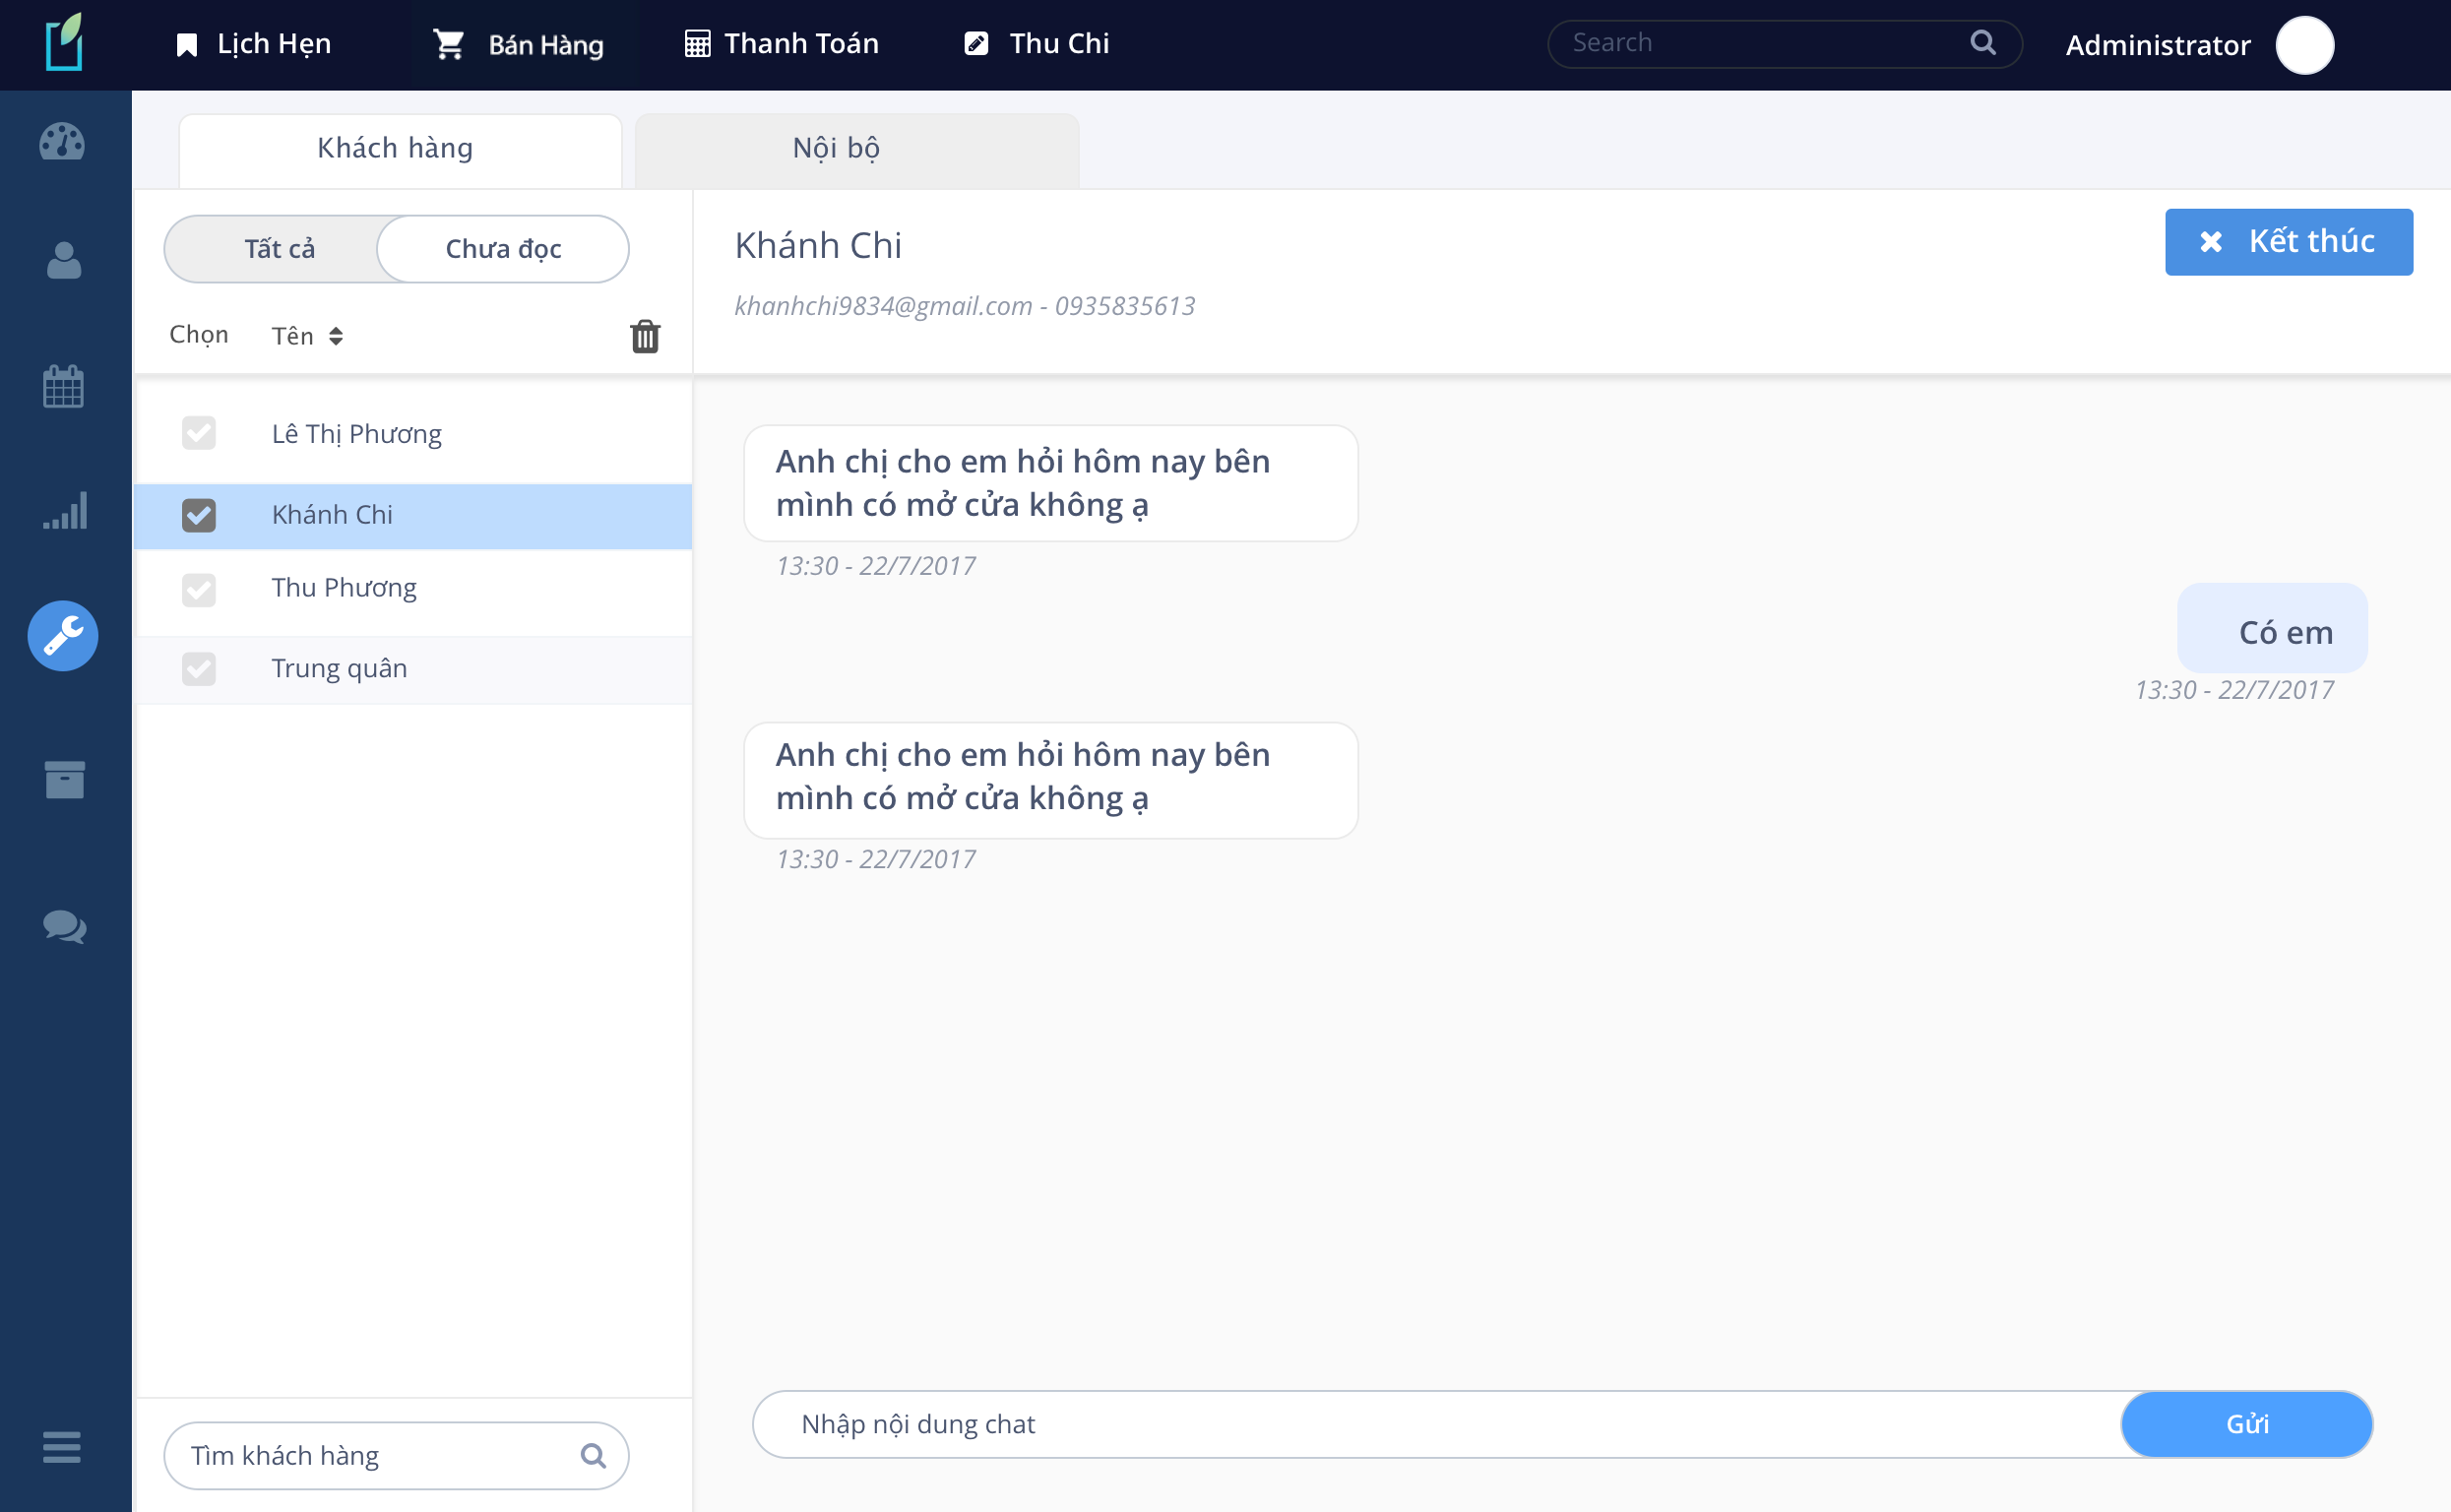 Lịch Hẹn
Bán Hàng
Thanh Toán
Thu Chi
Search
Administrator
Khách hàng
Nội bộ
Tất cả
Chưa đọc
Chọn
Tên
Lê Thị Phương
Khánh Chi
Thu Phương
Trung quân
Tìm khách hàng
Khánh Chi
khanhchi9834@gmail.com - 0935835613
Kết thúc
Anh chị cho em hỏi hôm nay bên
mình có mở cửa không ạ
13:30 - 22/7/2017
Có em
13:30 - 22/7/2017
Anh chị cho em hỏi hôm nay bên
mình có mở cửa không ạ
13:30 - 22/7/2017
Nhập nội dung chat
Gửi